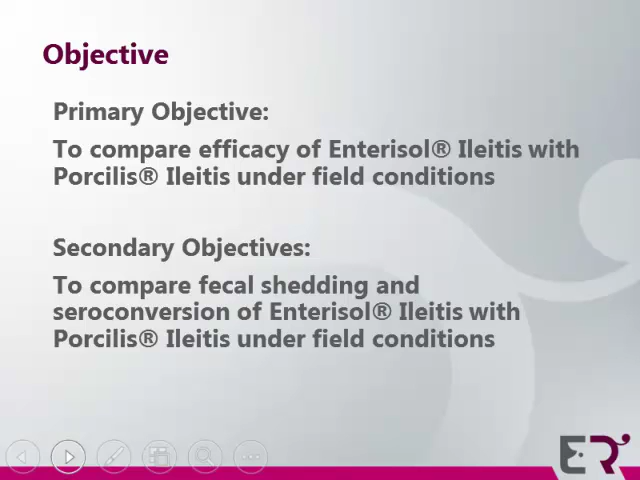 Objective
Primary Objective:
To compare efficacy of Enterisol® Ileitis with
Porcilis® Ileitis under field conditions
Secondary Objectives:
To compare fecal shedding and
seroconversion of Enterisol® Ileitis with
Porcilis® Ileitis under field conditions
ER